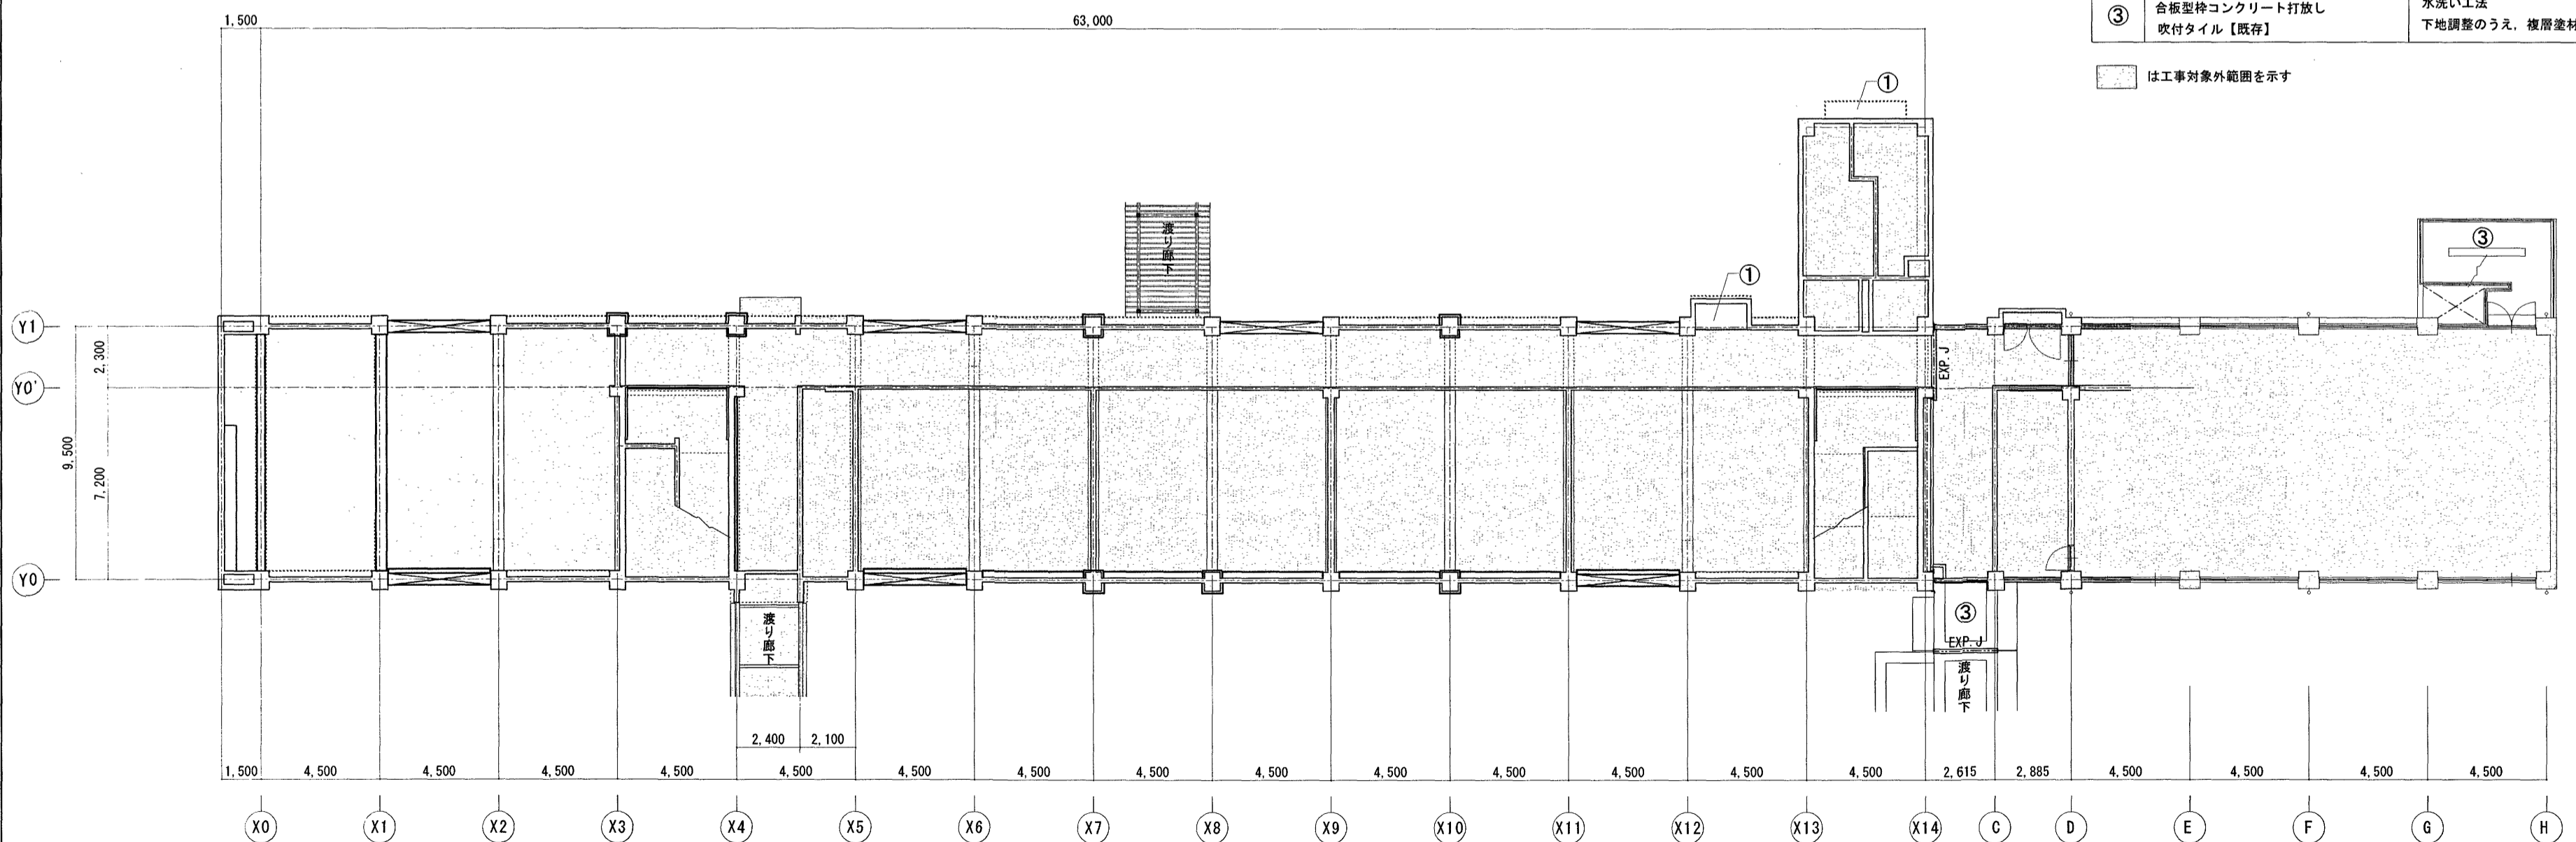 水洗い工法
③ 合板型枠コンクリート打放し
吹付タイル【既存】 下地調整のうえ，複層塗材
は工事対象外範囲を示す
1,500 63,000
①
渡り廊下
③
①
Y1
2,300
EXP.J
Y0'
9,500
7,200
Y0
③
渡り廊下
EXP.J
渡り廊下
2,400 2,100
1,500 4,500 4,500 4,500 4,500 4,500 4,500 4,500 4,500 4,500 4,500 4,500 4,500 4,500 4,500 2,615 2,885 4,500 4,500 4,500 4,500
X0 X1 X2 X3 X4 X5 X6 X7 X8 X9 X10 X11 X12 X13 X14 C D E F G H